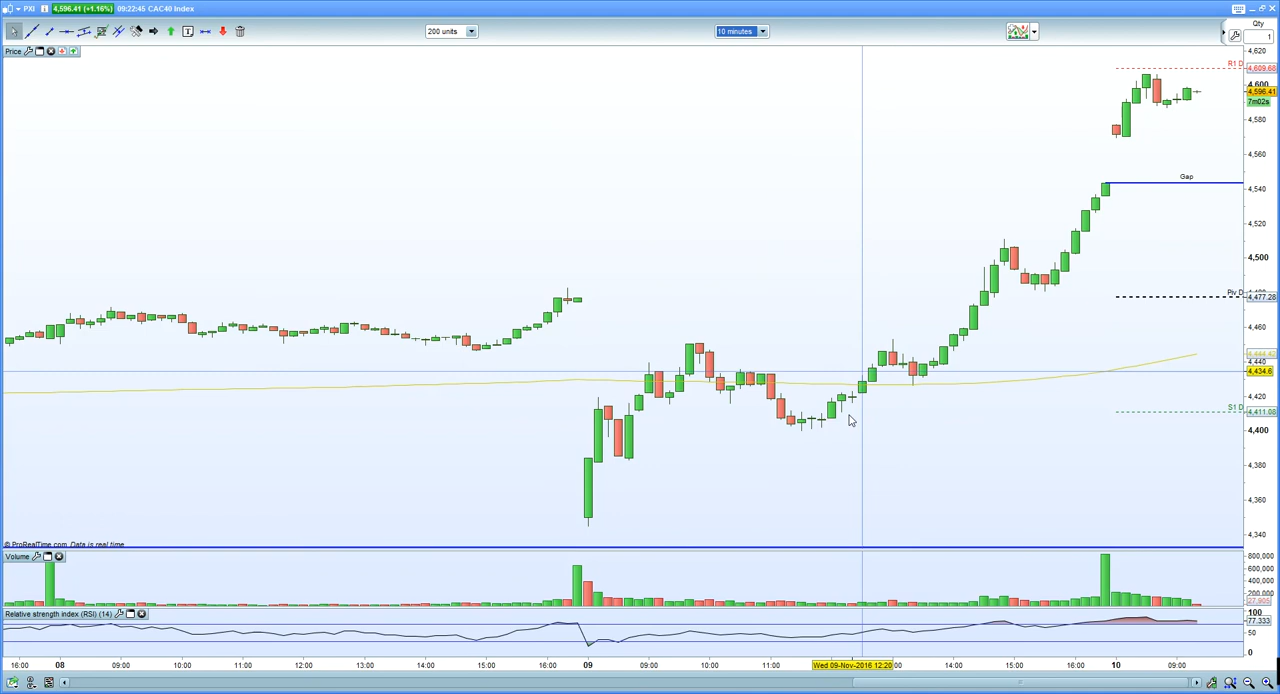 PXI 4,596.41 (+1.16%) 09:22:45 CAC40 Index
200 units
10 minutes
Qty
1
Price
4,620
R1 D 4,609.68
4,600
4,596.41
7m02s
4,580
4,560
Gap
4,540
4,520
4,500
Piv D 4,477.28
4,460
4,440
4,434.6
4,420
S1 D 4,411.08
4,400
4,380
4,360
4,340
© ProRealTime.com Data is real time
Volume
800,000
600,000
400,000
200,000
27,905
Relative strength index (RSI) (14)
100
77.333
50
0
16:00 08 09:00 10:00 11:00 12:00 13:00 14:00 15:00 16:00 09 09:00 10:00 11:00 Wed 09-Nov-2016 12:20 14:00 15:00 16:00 10 09:00